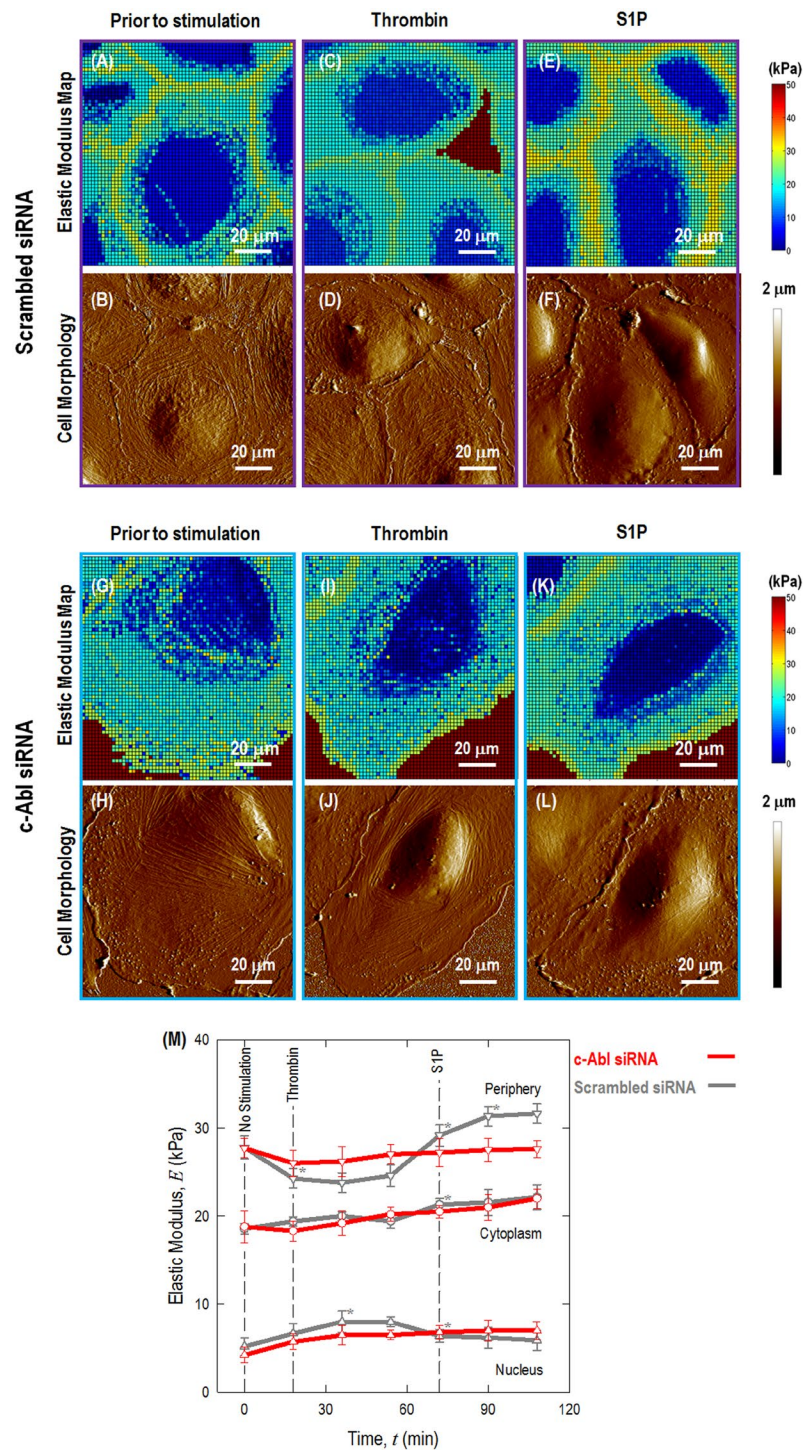 Prior to stimulation
Thrombin
S1P
Scrambled siRNA
Elastic Modulus Map
(A)
20 μm
(C)
20 μm
(E)
20 μm
(kPa)
50
40
30
20
10
0
Cell Morphology
(B)
20 μm
(D)
20 μm
(F)
20 μm
2 μm
Prior to stimulation
Thrombin
S1P
c-Abl siRNA
Elastic Modulus Map
(G)
20 μm
(I)
20 μm
(K)
20 μm
(kPa)
50
40
30
20
10
0
Cell Morphology
(H)
20 μm
(J)
20 μm
(L)
20 μm
2 μm
(M)
Elastic Modulus, E (kPa)
40
30
20
10
0
No Stimulation
Thrombin
S1P
Periphery
*
*
*
*
Cytoplasm
*
*
Nucleus
c-Abl siRNA
Scrambled siRNA
0
30
60
90
120
Time, t (min)